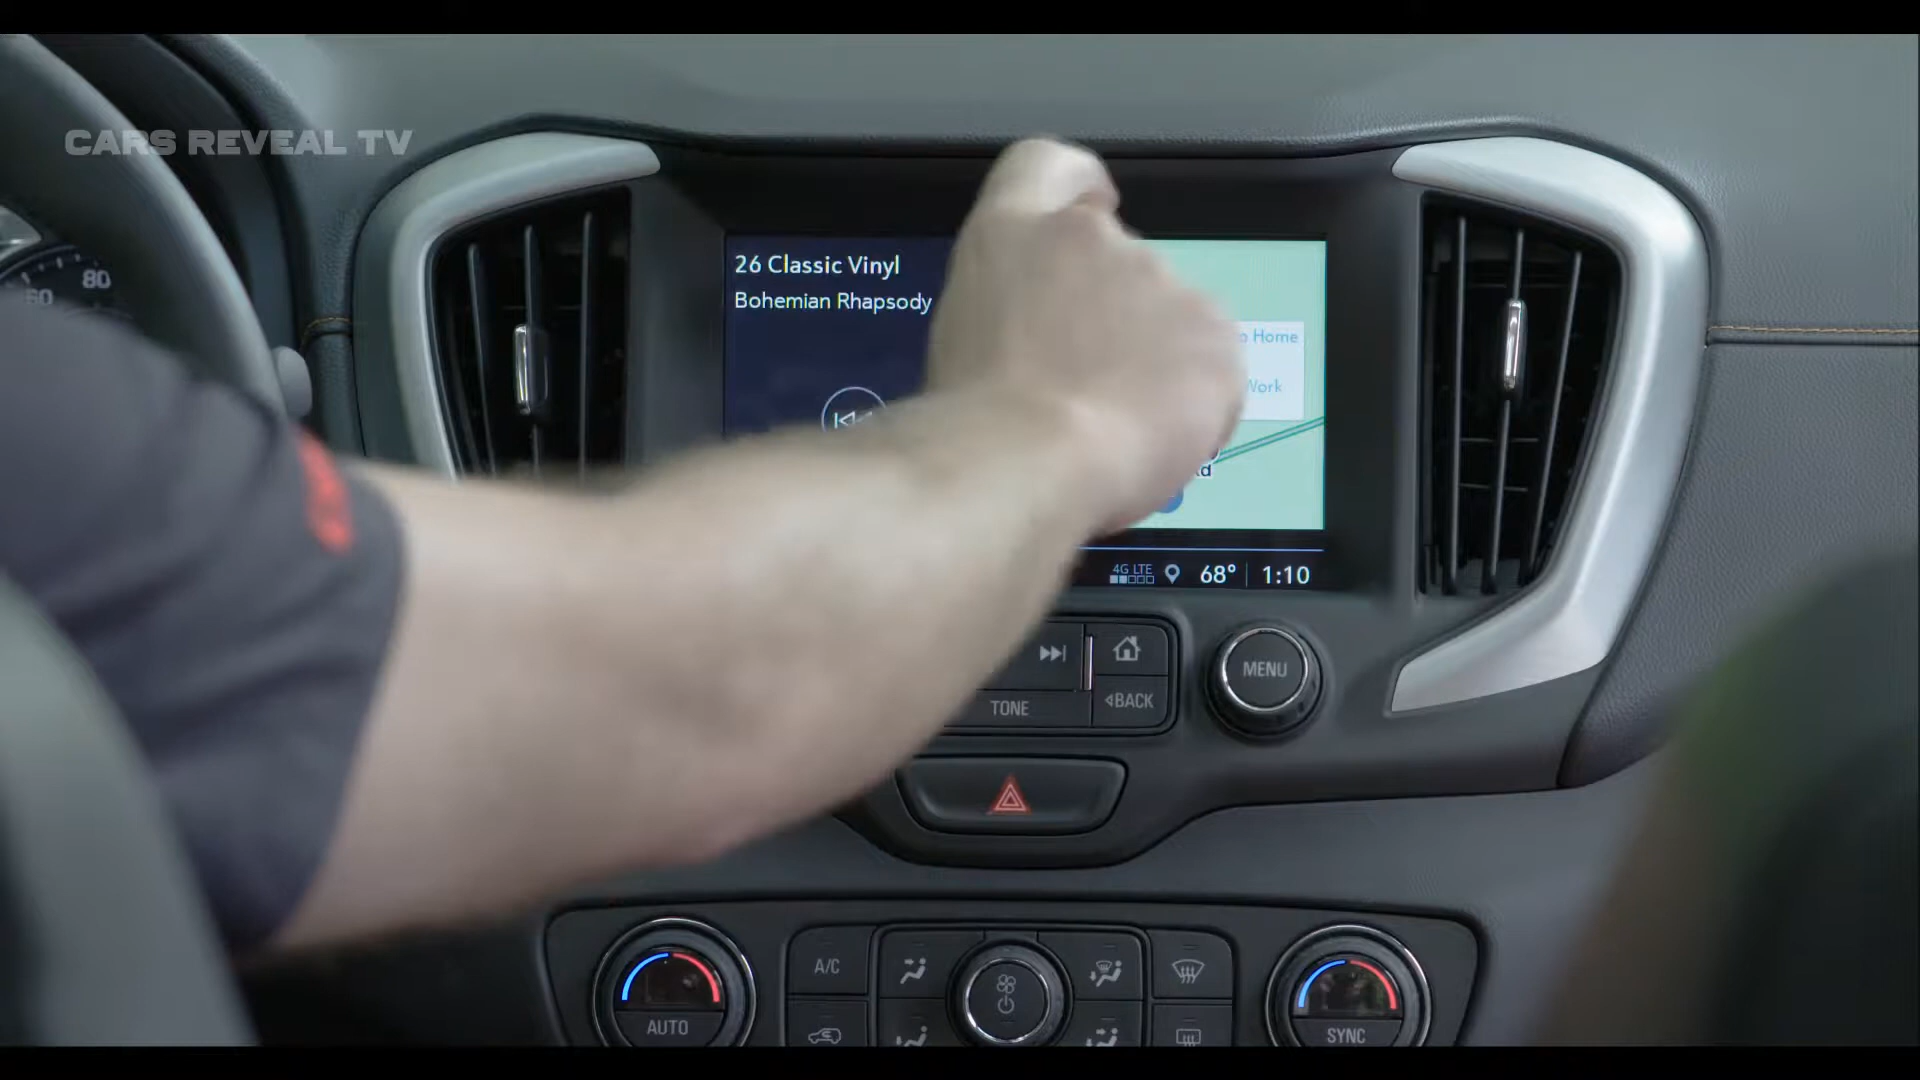 CARS REVEAL TV
80
60
26 Classic Vinyl
Bohemian Rhapsody
Home
Work
4G LTE
68°
1:10
MENU
TONE
BACK
A/C
AUTO
SYNC